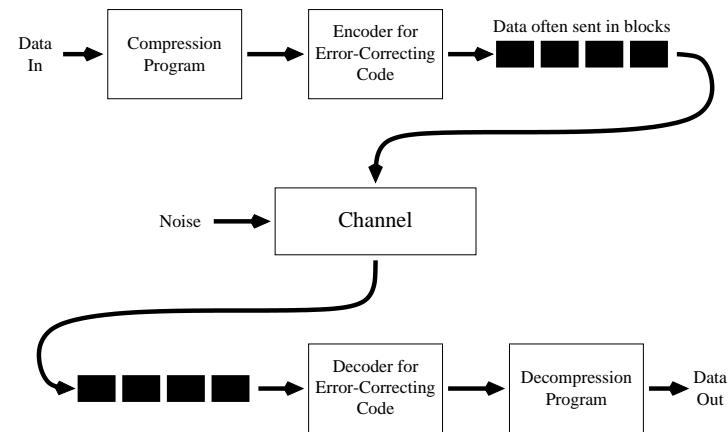 Data
In
Compression
Program
Encoder for
Error-Correcting
Code
Data often sent in blocks
Noise
Channel
Decoder for
Error-Correcting
Code
Decompression
Program
Data
Out